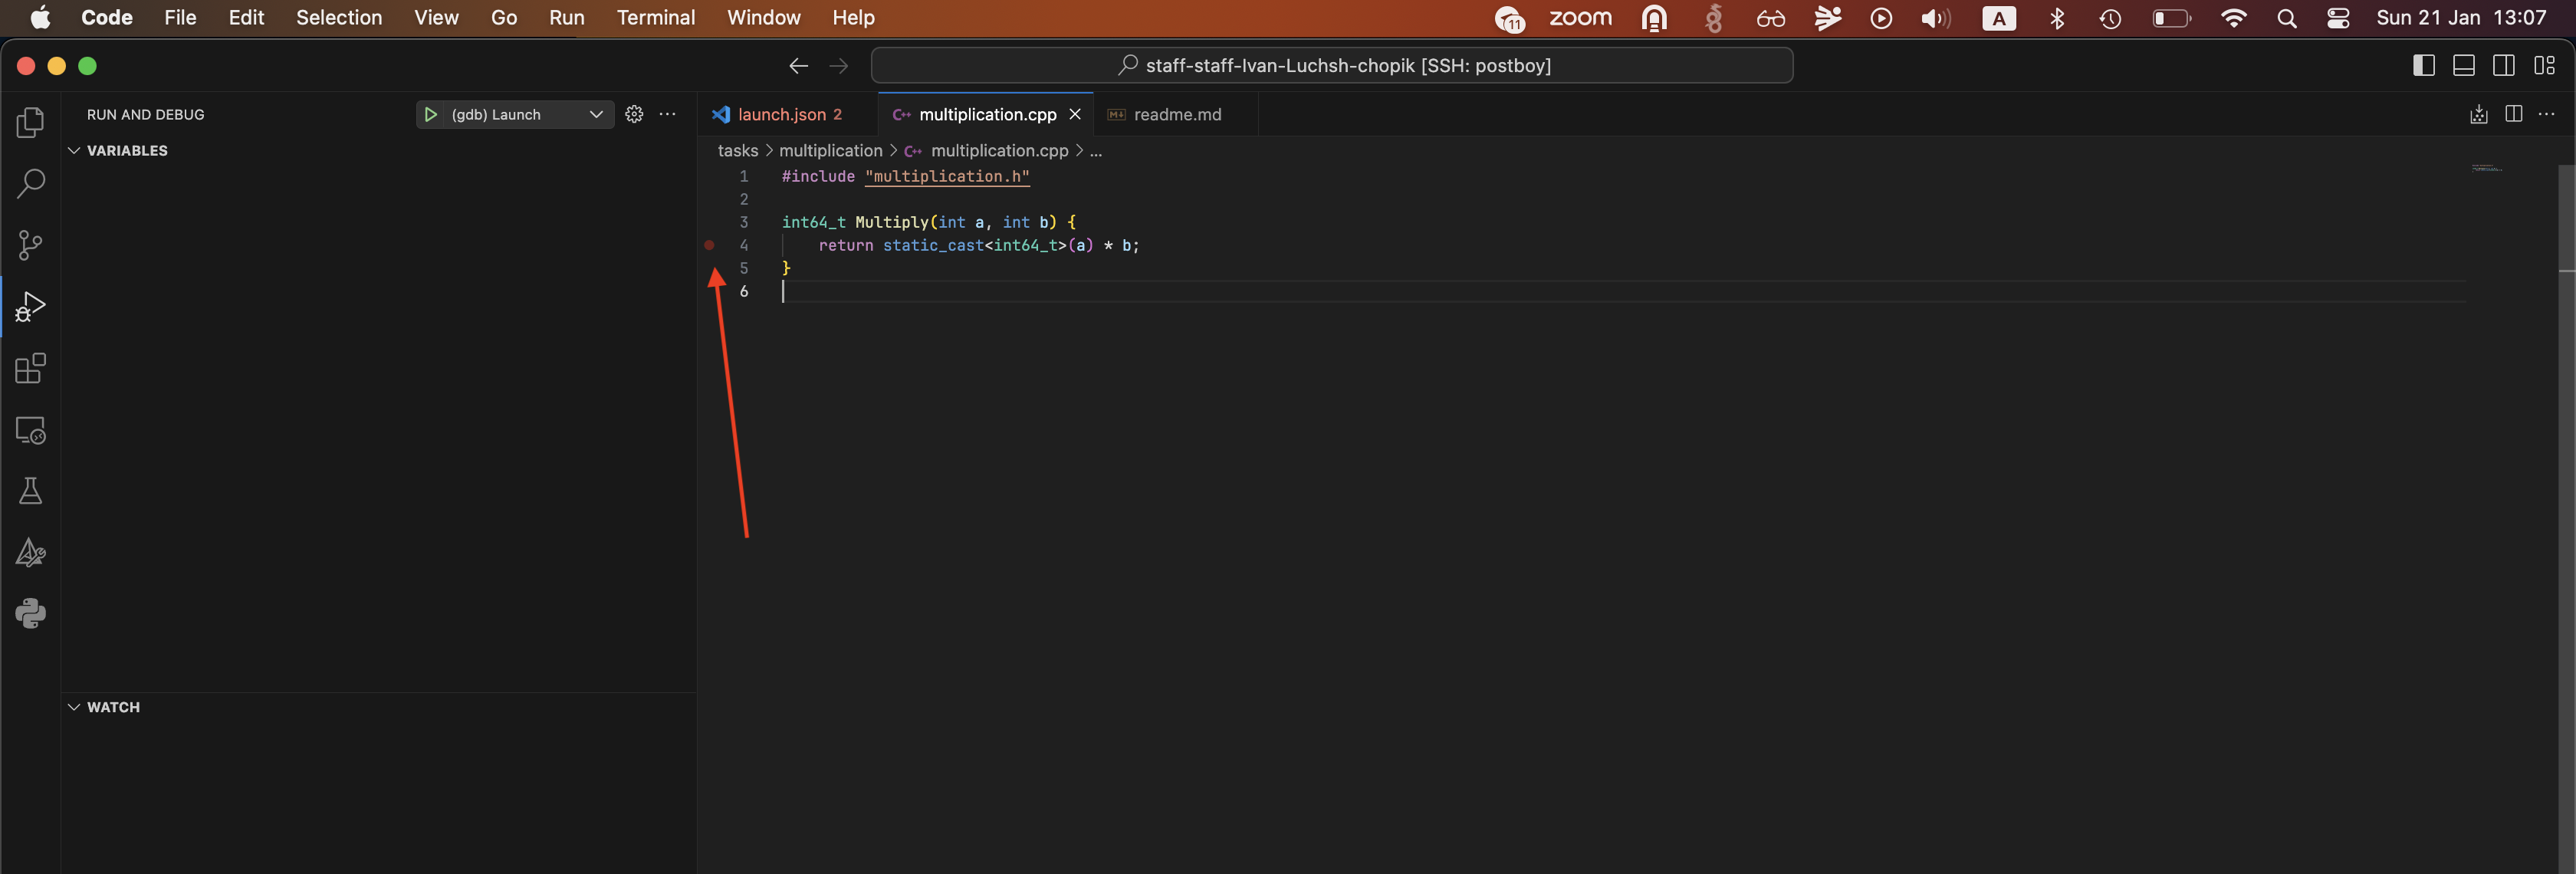 Code File Edit Selection View Go Run Terminal Window Help 11 zoom A Sun 21 Jan 13:07
staff-staff-Ivan-Luchsh-chopik [SSH: postboy]
RUN AND DEBUG (gdb) Launch ...
VARIABLES
WATCH
launch.json 2 C++ multiplication.cpp readme.md ...
tasks > multiplication > C++ multiplication.cpp > ...
1 #include "multiplication.h"
2
3 int64_t Multiply(int a, int b) {
4 return static_cast<int64_t>(a) * b;
5 }
6